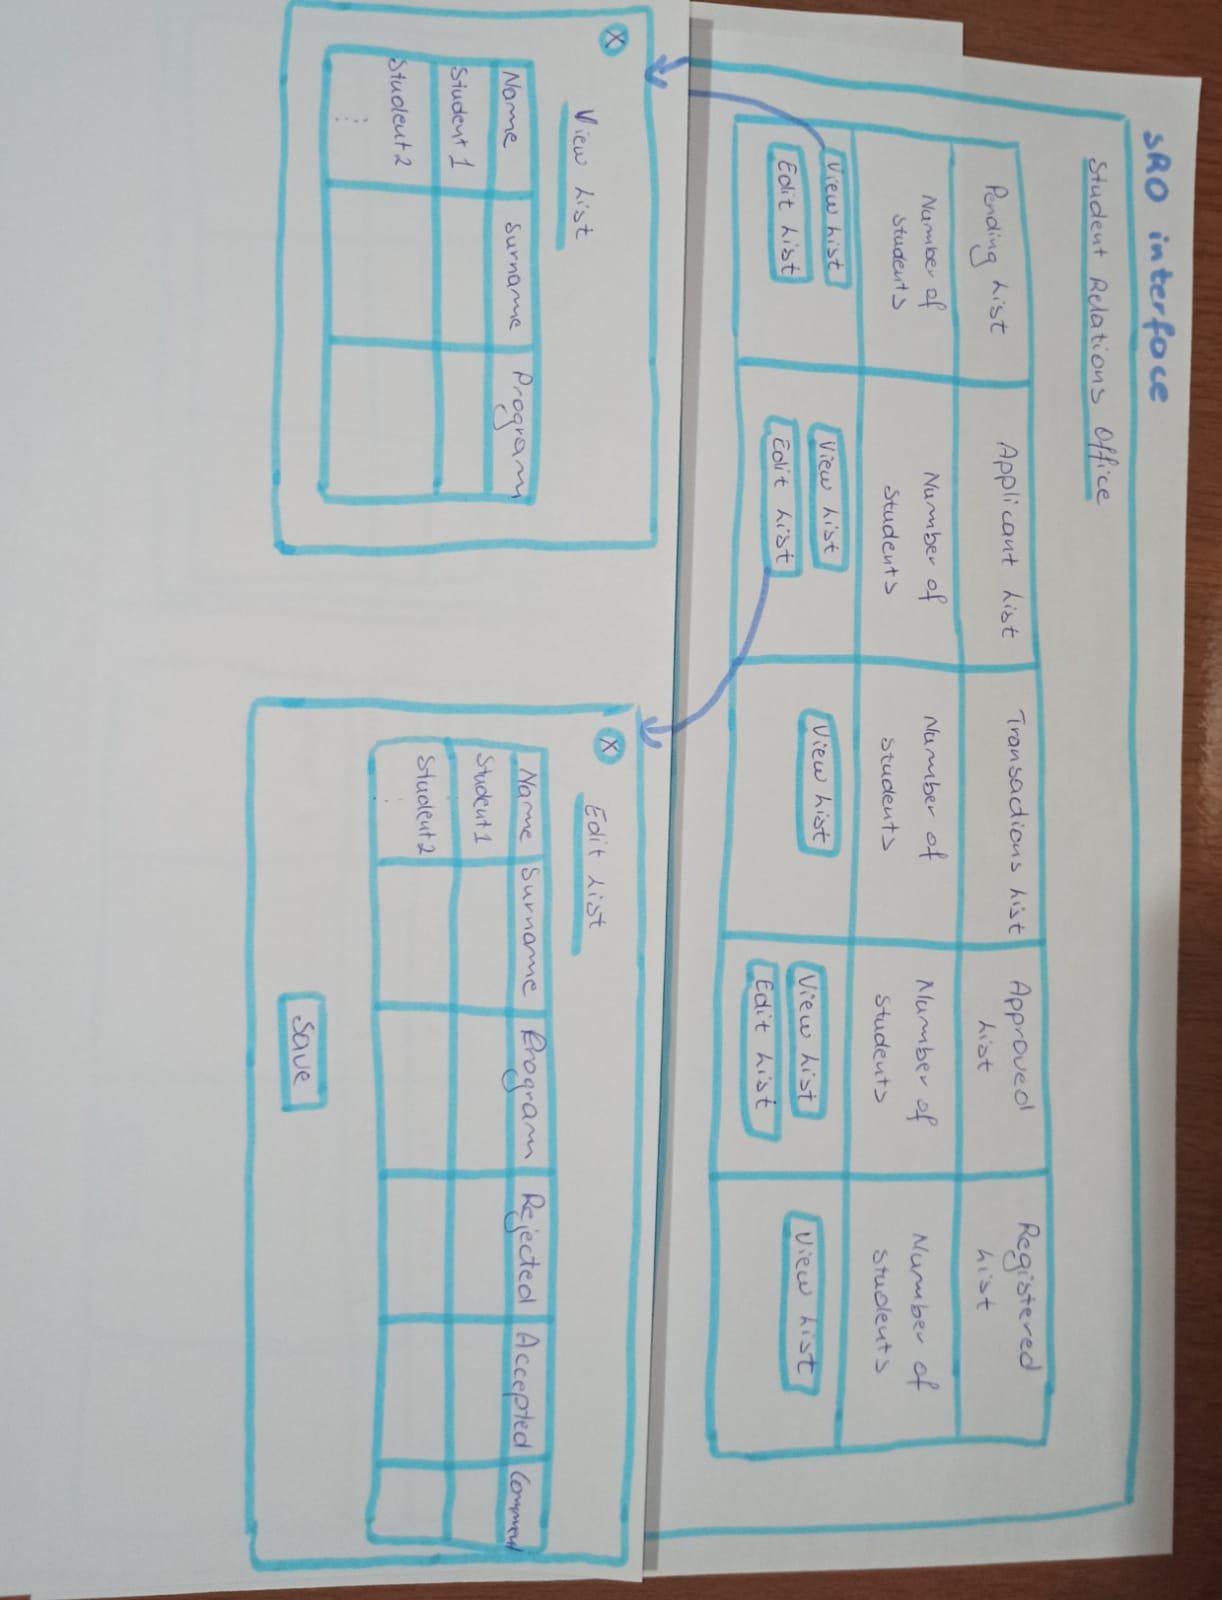 SRO interface
Student Relations Office
Pending List
Applicant List
Transactions List
Approved
List
Registered
List
Number of
students
Number of
students
Number of
students
Number of
students
Number of
students
View List
Edit List
View List
Edit List
View List
View List
Edit List
View List
X
View List
Name Surname Program
Student 1
Student 2
⋮
X
Edit List
Name Surname Program Rejected Accepted Comment
Student 1
Student 2
⋮
Save